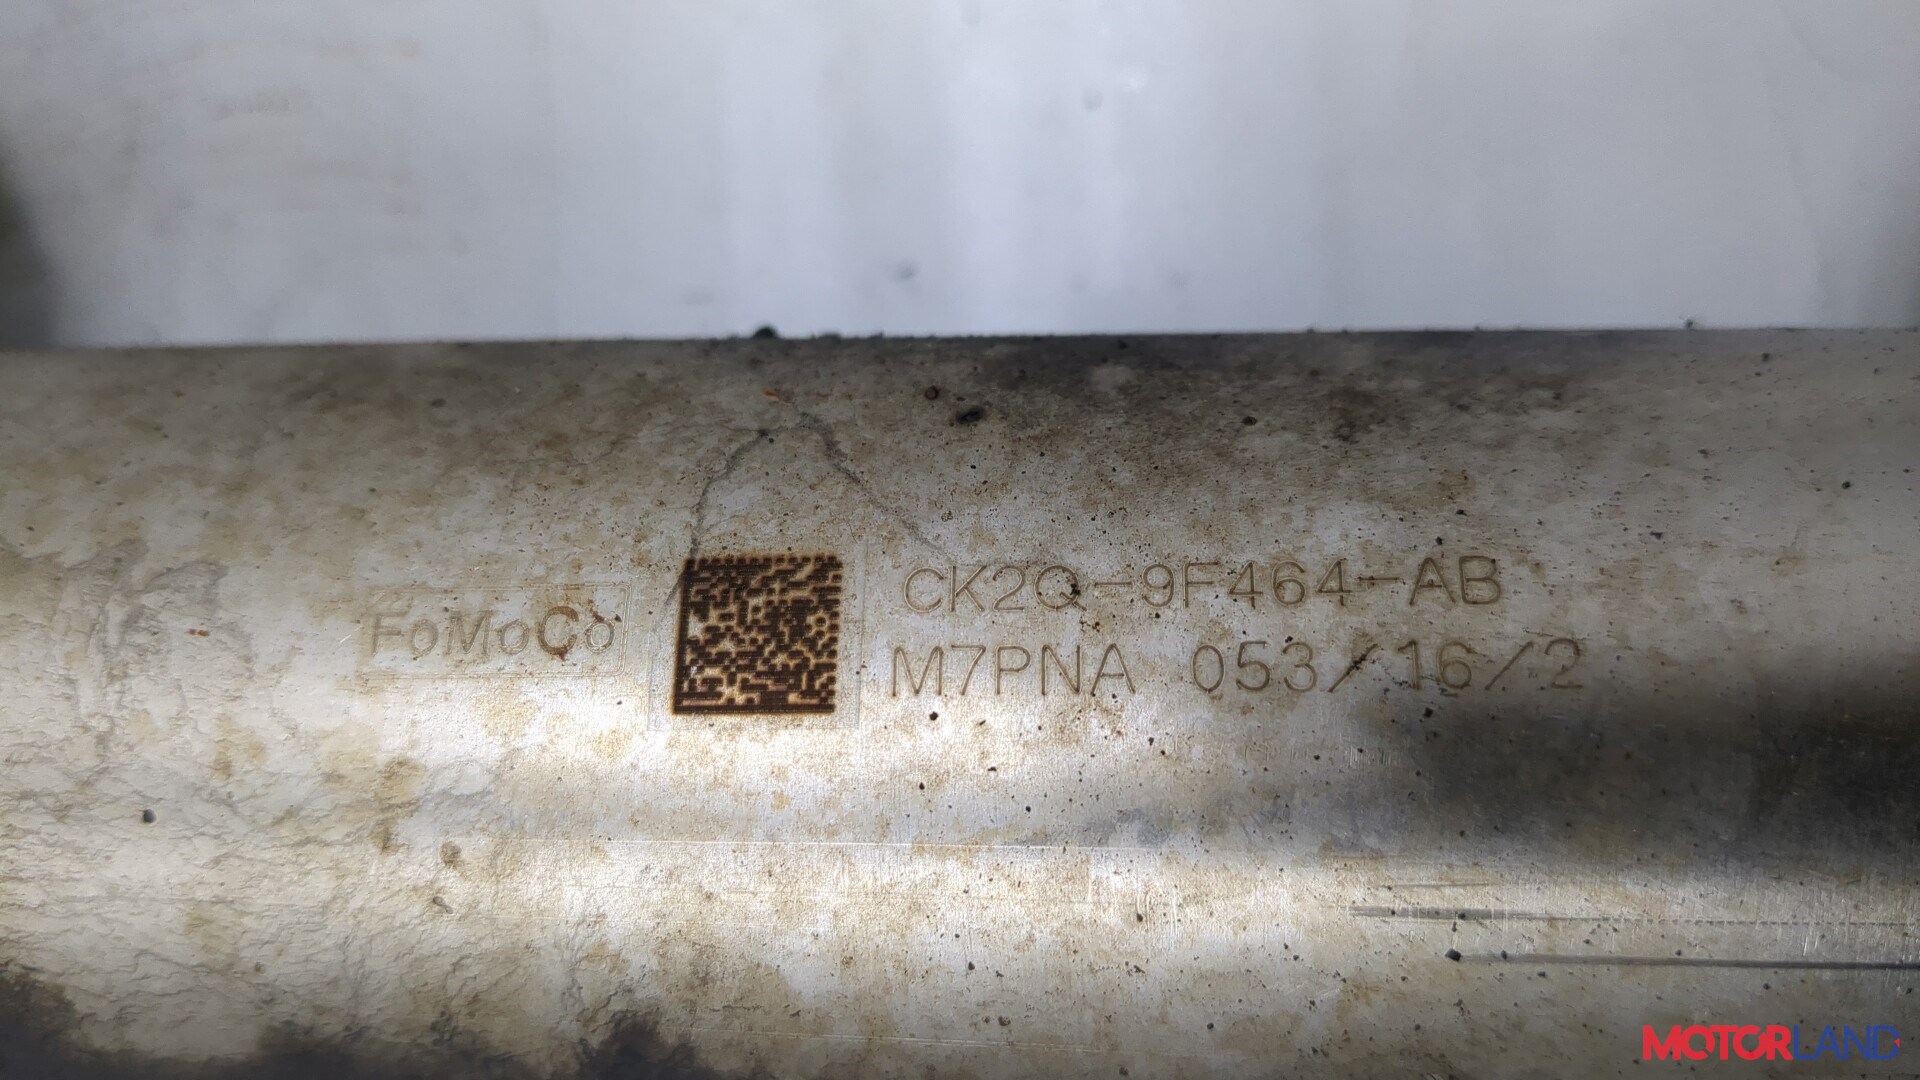 FoMoCo
CK2Q-9F464-AB
M7PNA 053/16/2
MOTORLAND